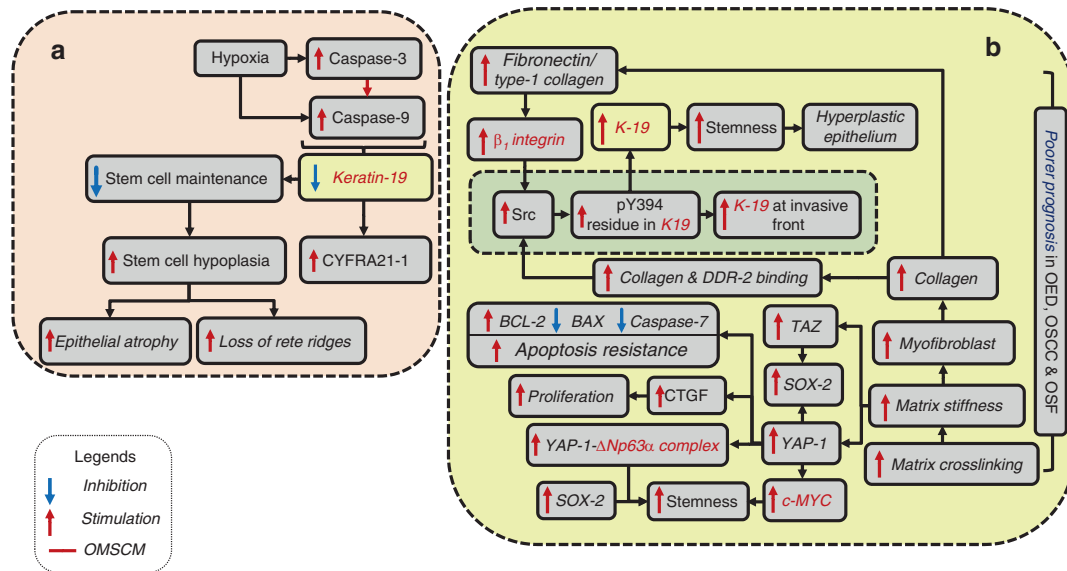 a
Hypoxia
Caspase-3
Caspase-9
Stem cell maintenance
Keratin-19
Stem cell hypoplasia
CYFRA21-1
Epithelial atrophy
Loss of rete ridges
Legends
Inhibition
Stimulation
OMSCM
b
Fibronectin/
type-1 collagen
β1 integrin
K-19
Stemness
Hyperplastic
epithelium
Src
pY394
residue in K19
K-19 at invasive
front
Collagen & DDR-2 binding
Collagen
BCL-2 BAX Caspase-7
Apoptosis resistance
TAZ
Myofibroblast
Proliferation
CTGF
SOX-2
Matrix stiffness
YAP-1-ΔNp63α complex
YAP-1
Matrix crosslinking
SOX-2
Stemness
c-MYC
Poorer prognosis in OED, OSCC & OSF